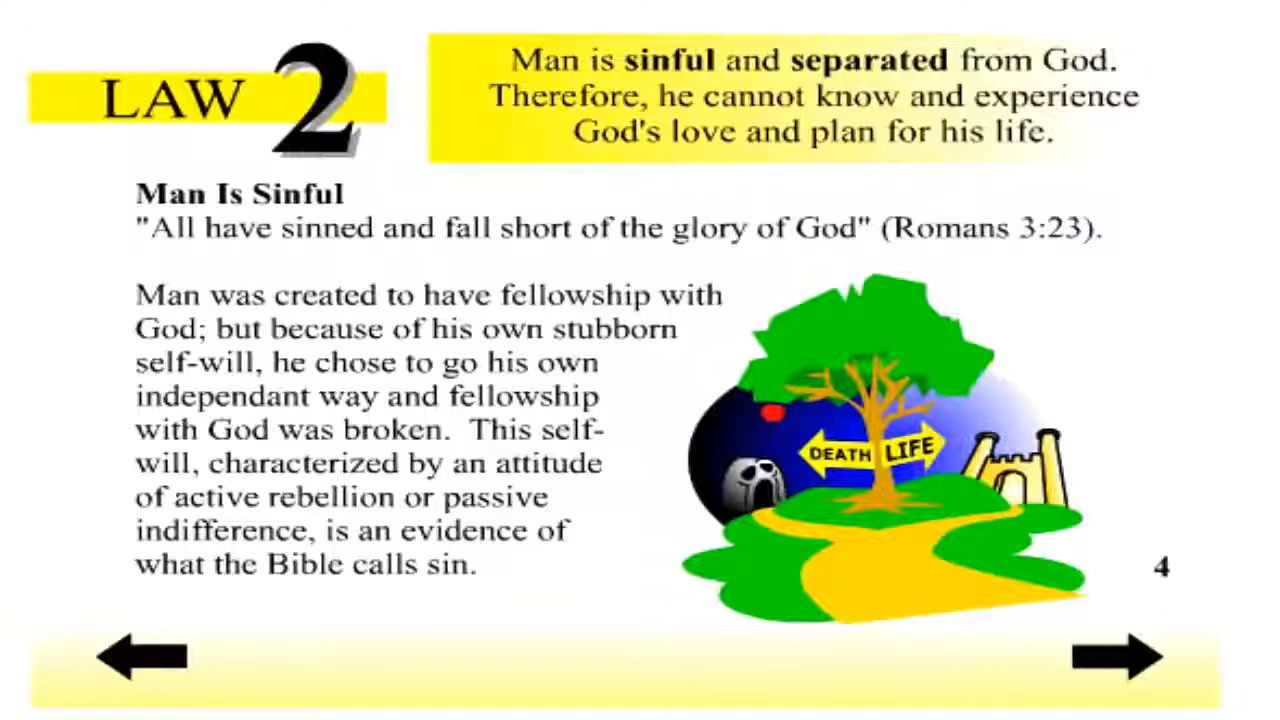 LAW 2
Man is sinful and separated from God.
Therefore, he cannot know and experience
God's love and plan for his life.
Man Is Sinful
"All have sinned and fall short of the glory of God" (Romans 3:23).
Man was created to have fellowship with
God; but because of his own stubborn
self-will, he chose to go his own
independant way and fellowship
with God was broken. This self-
will, characterized by an attitude
of active rebellion or passive
indifference, is an evidence of
what the Bible calls sin.
DEATH
LIFE
4